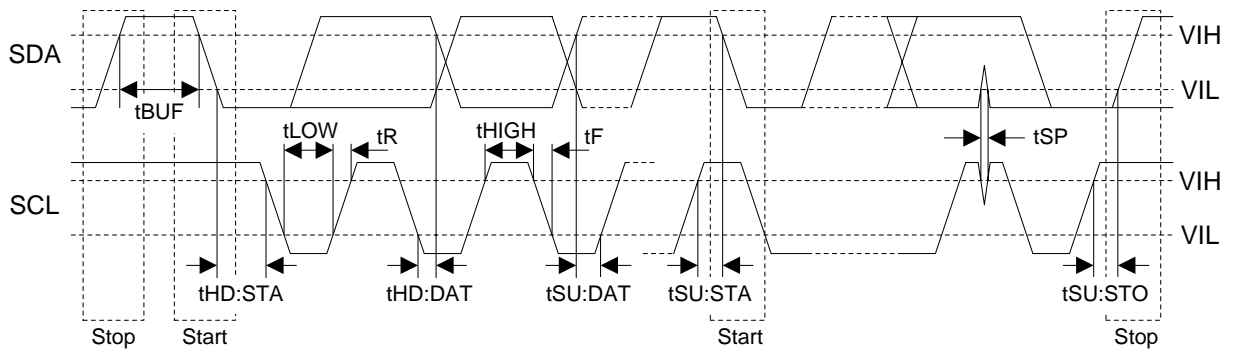 SDA
VIH
VIL
tBUF
tLOW
tR
tHIGH
tF
tSP
SCL
VIH
VIL
tHD:STA
tHD:DAT
tSU:DAT
tSU:STA
tSU:STO
Stop
Start
Start
Stop